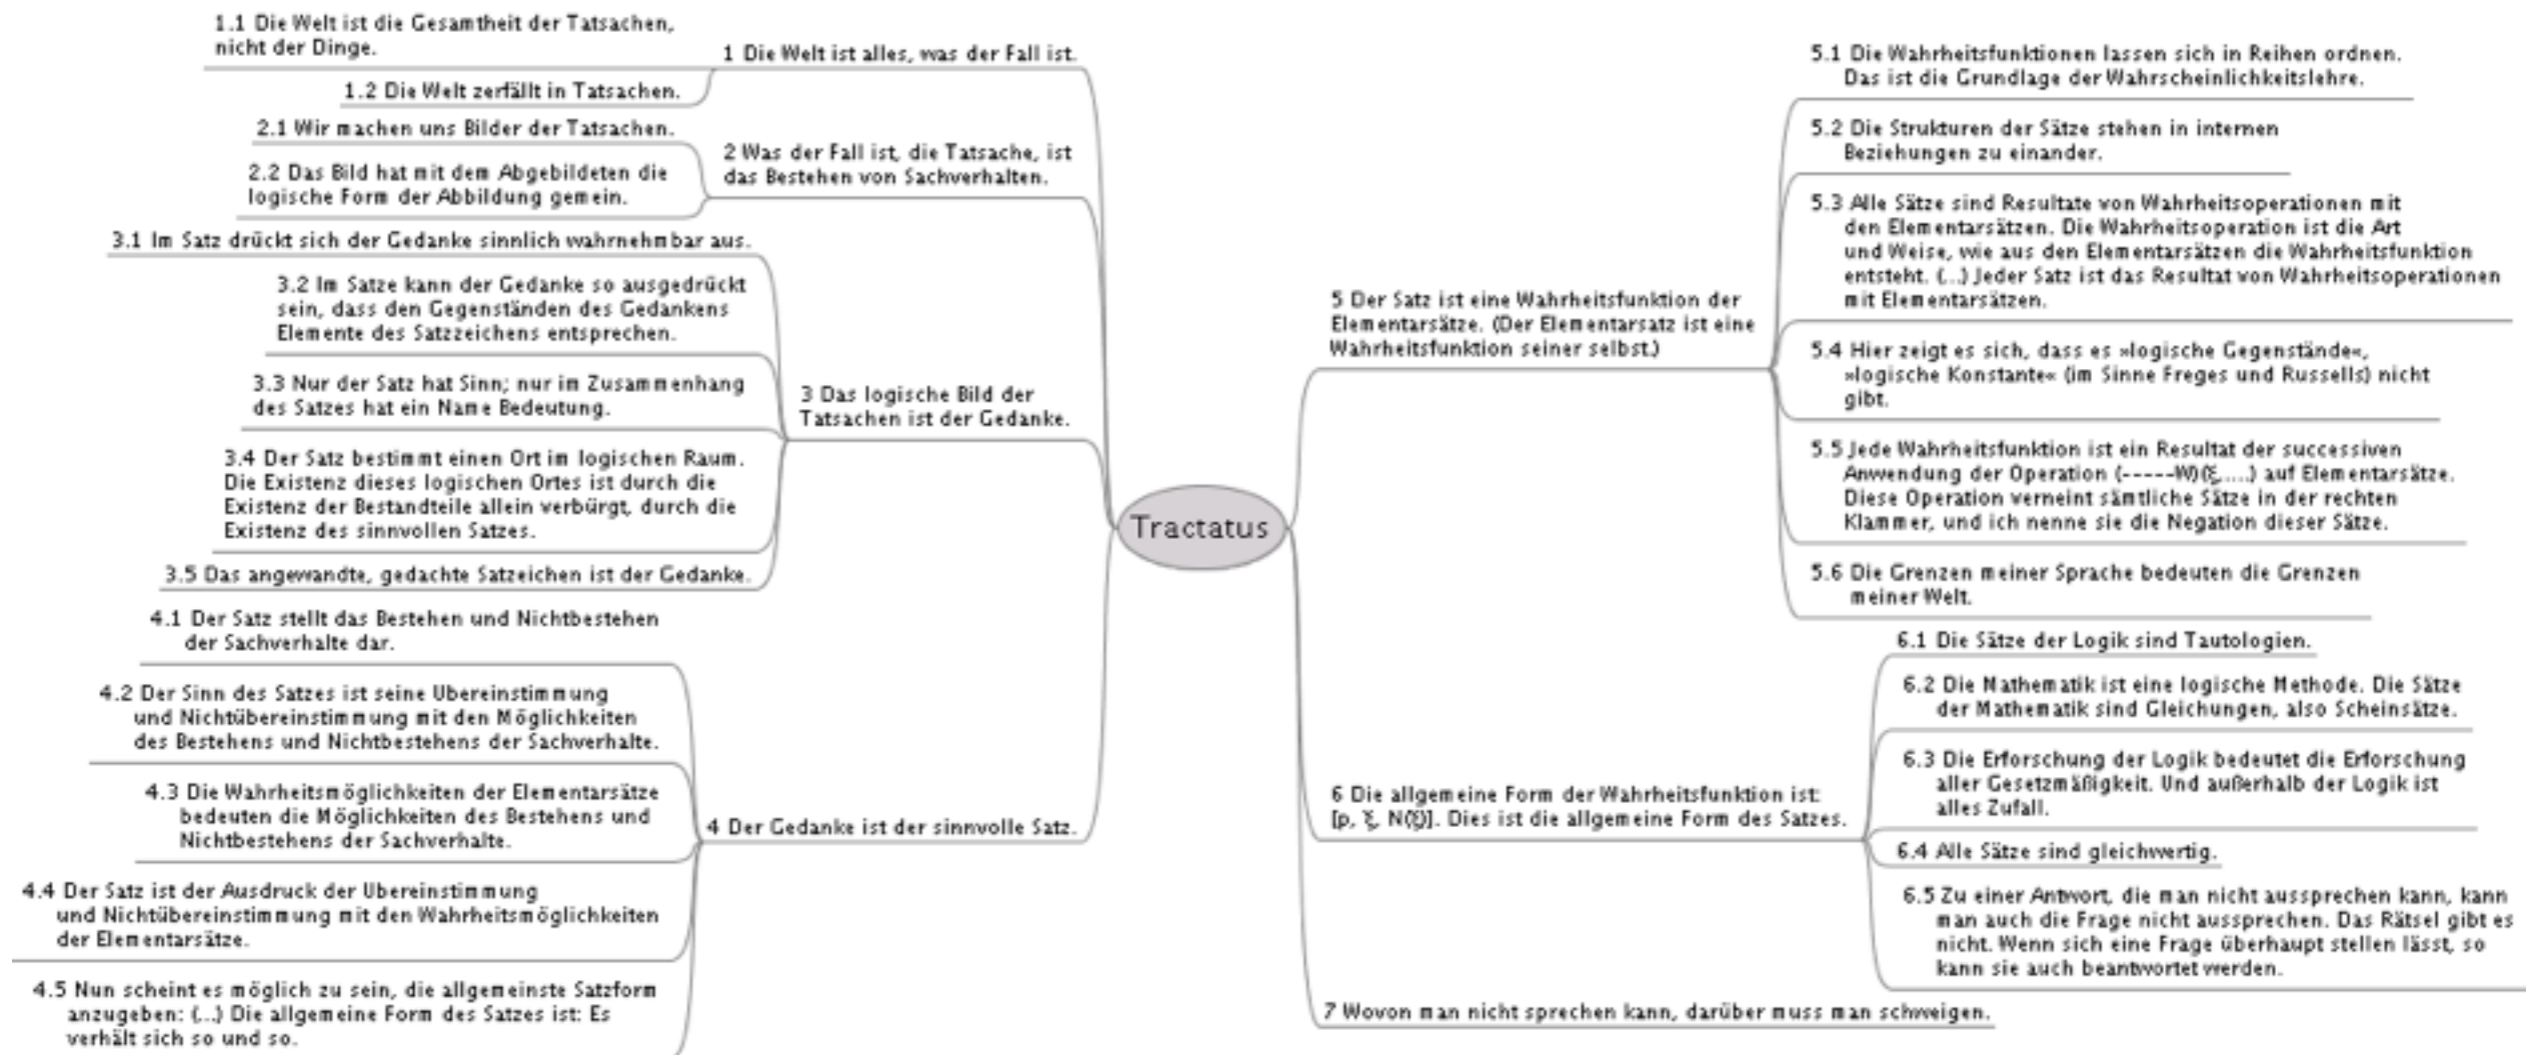 1.1 Die Welt ist die Gesamtheit der Tatsachen,
nicht der Dinge.
1 Die Welt ist alles, was der Fall ist.
1.2 Die Welt zerfällt in Tatsachen.
2.1 Wir machen uns Bilder der Tatsachen.
2 Was der Fall ist, die Tatsache, ist
das Bestehen von Sachverhalten.
2.2 Das Bild hat mit dem Abgebildeten die
logische Form der Abbildung gemein.
3.1 Im Satz drückt sich der Gedanke sinnlich wahrnehmbar aus.
3.2 Im Satze kann der Gedanke so ausgedrückt
sein, dass den Gegenständen des Gedankens
Elemente des Satzzeichens entsprechen.
3.3 Nur der Satz hat Sinn; nur im Zusammenhang
des Satzes hat ein Name Bedeutung.
3 Das logische Bild der
Tatsachen ist der Gedanke.
3.4 Der Satz bestimmt einen Ort im logischen Raum.
Die Existenz dieses logischen Ortes ist durch die
Existenz der Bestandteile allein verbürgt, durch die
Existenz des sinnvollen Satzes.
3.5 Das angewandte, gedachte Satzeichen ist der Gedanke.
4.1 Der Satz stellt das Bestehen und Nichtbestehen
der Sachverhalte dar.
4.2 Der Sinn des Satzes ist seine Übereinstimmung
und Nichtübereinstimmung mit den Möglichkeiten
des Bestehens und Nichtbestehens der Sachverhalte.
4.3 Die Wahrheitsmöglichkeiten der Elementarsätze
bedeuten die Möglichkeiten des Bestehens und
Nichtbestehens der Sachverhalte.
4 Der Gedanke ist der sinnvolle Satz.
4.4 Der Satz ist der Ausdruck der Übereinstimmung
und Nichtübereinstimmung mit den Wahrheitsmöglichkeiten
der Elementarsätze.
4.5 Nun scheint es möglich zu sein, die allgemeinste Satzform
anzugeben: (...) Die allgemeine Form des Satzes ist: Es
verhält sich so und so.
Tractatus
5.1 Die Wahrheitsfunktionen lassen sich in Reihen ordnen.
Das ist die Grundlage der Wahrscheinlichkeitslehre.
5.2 Die Strukturen der Sätze stehen in internen
Beziehungen zu einander.
5.3 Alle Sätze sind Resultate von Wahrheitsoperationen mit
den Elementarsätzen. Die Wahrheitsoperation ist die Art
und Weise, wie aus den Elementarsätzen die Wahrheitsfunktion
entsteht. (...) Jeder Satz ist das Resultat von Wahrheitsoperationen
mit Elementarsätzen.
5 Der Satz ist eine Wahrheitsfunktion der
Elementarsätze. (Der Elementarsatz ist eine
Wahrheitsfunktion seiner selbst.)
5.4 Hier zeigt es sich, dass es »logische Gegenstände«,
»logische Konstante« (im Sinne Freges und Russells) nicht
gibt.
5.5 Jede Wahrheitsfunktion ist ein Resultat der successiven
Anwendung der Operation (-----W)(ξ,....) auf Elementarsätze.
Diese Operation verneint sämtliche Sätze in der rechten
Klammer, und ich nenne sie die Negation dieser Sätze.
5.6 Die Grenzen meiner Sprache bedeuten die Grenzen
meiner Welt.
6.1 Die Sätze der Logik sind Tautologien.
6.2 Die Mathematik ist eine logische Methode. Die Sätze
der Mathematik sind Gleichungen, also Scheinsätze.
6.3 Die Erforschung der Logik bedeutet die Erforschung
aller Gesetzmäßigkeit. Und außerhalb der Logik ist
alles Zufall.
6 Die allgemeine Form der Wahrheitsfunktion ist:
[p, ξ, N(ξ)]. Dies ist die allgemeine Form des Satzes.
6.4 Alle Sätze sind gleichwertig.
6.5 Zu einer Antwort, die man nicht aussprechen kann, kann
man auch die Frage nicht aussprechen. Das Rätsel gibt es
nicht. Wenn sich eine Frage überhaupt stellen lässt, so
kann sie auch beantwortet werden.
7 Wovon man nicht sprechen kann, darüber muss man schweigen.